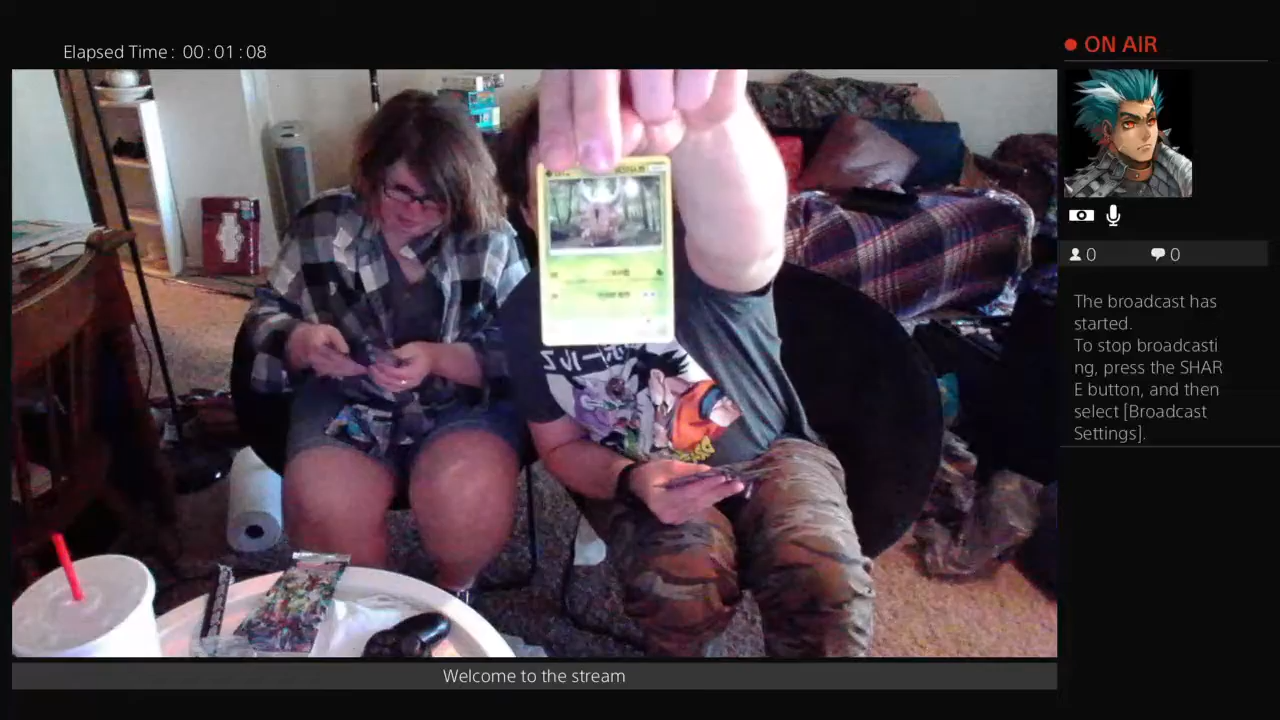 Elapsed Time: 00:01:08
ON AIR
0
0
The broadcast has
started.
To stop broadcasti
ng, press the SHAR
E button, and then
select [Broadcast
Settings].
Welcome to the stream